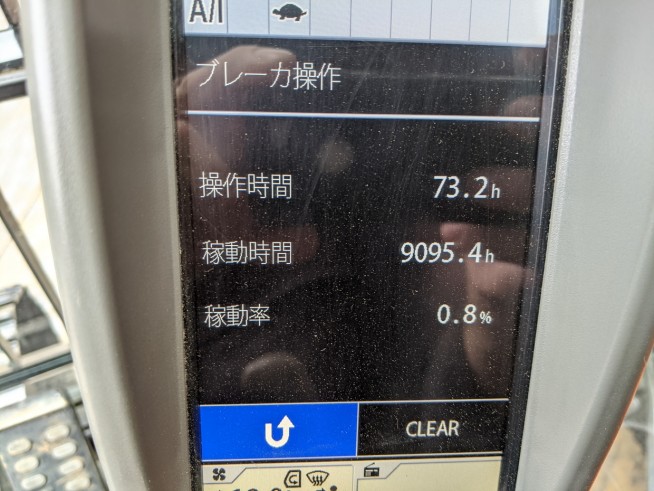 A/I
ブレーカ操作
操作時間 73.2h
稼動時間 9095.4h
稼動率 0.8%
CLEAR